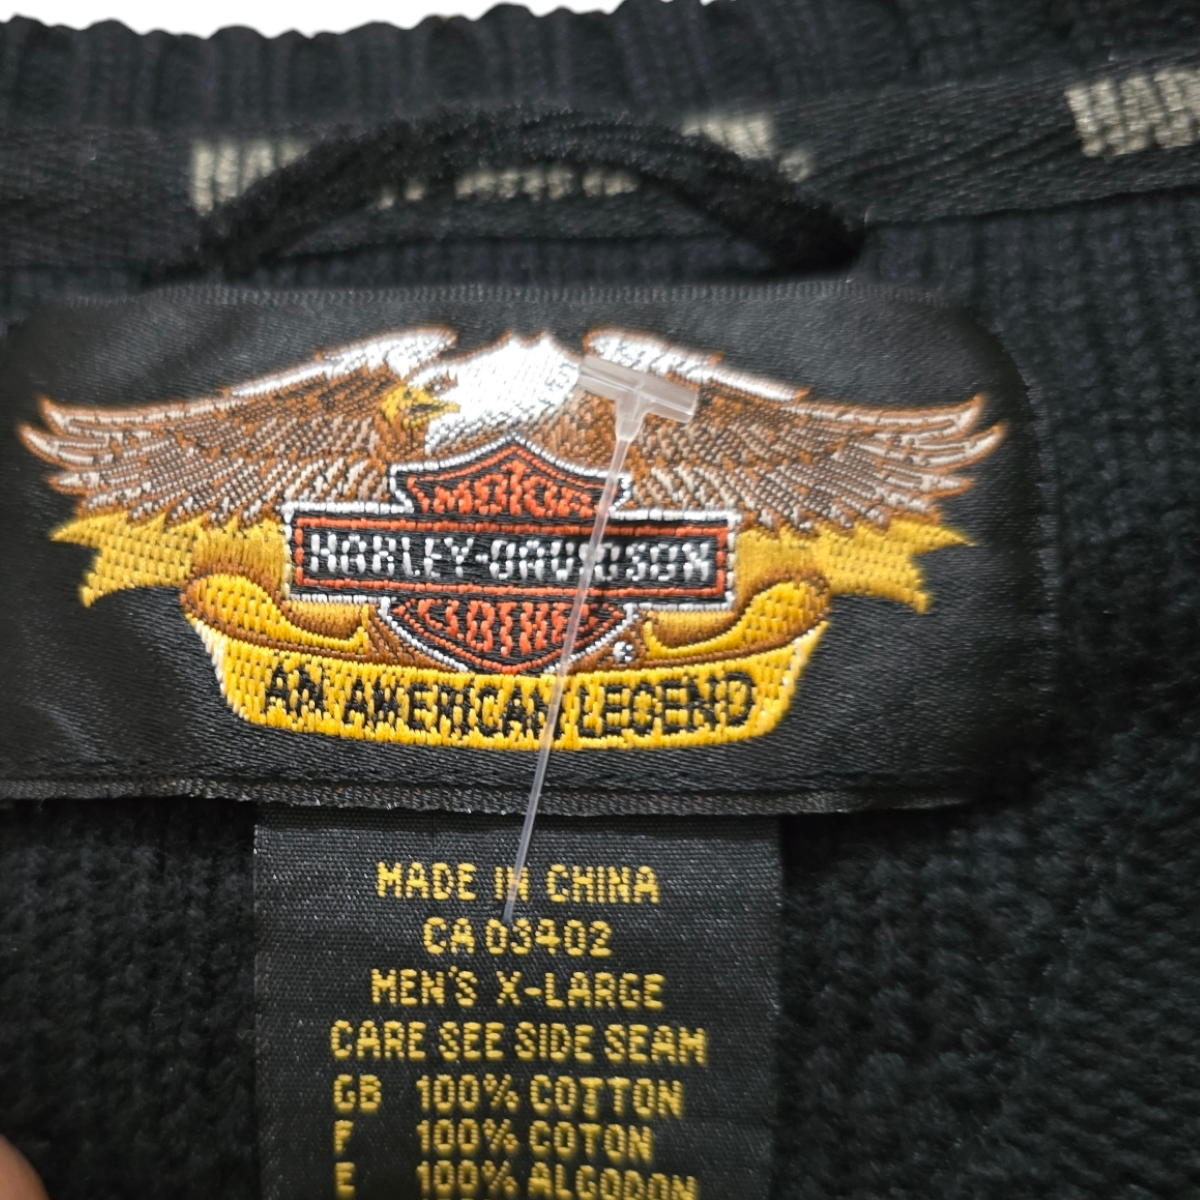 MOTOR
HARLEY-DAVIDSON
CLOTHES
®
AN AMERICAN LEGEND
MADE IN CHINA
CA 03402
MEN'S X-LARGE
CARE SEE SIDE SEAM
GB 100% COTTON
F 100% COTON
E 100% ALGODON